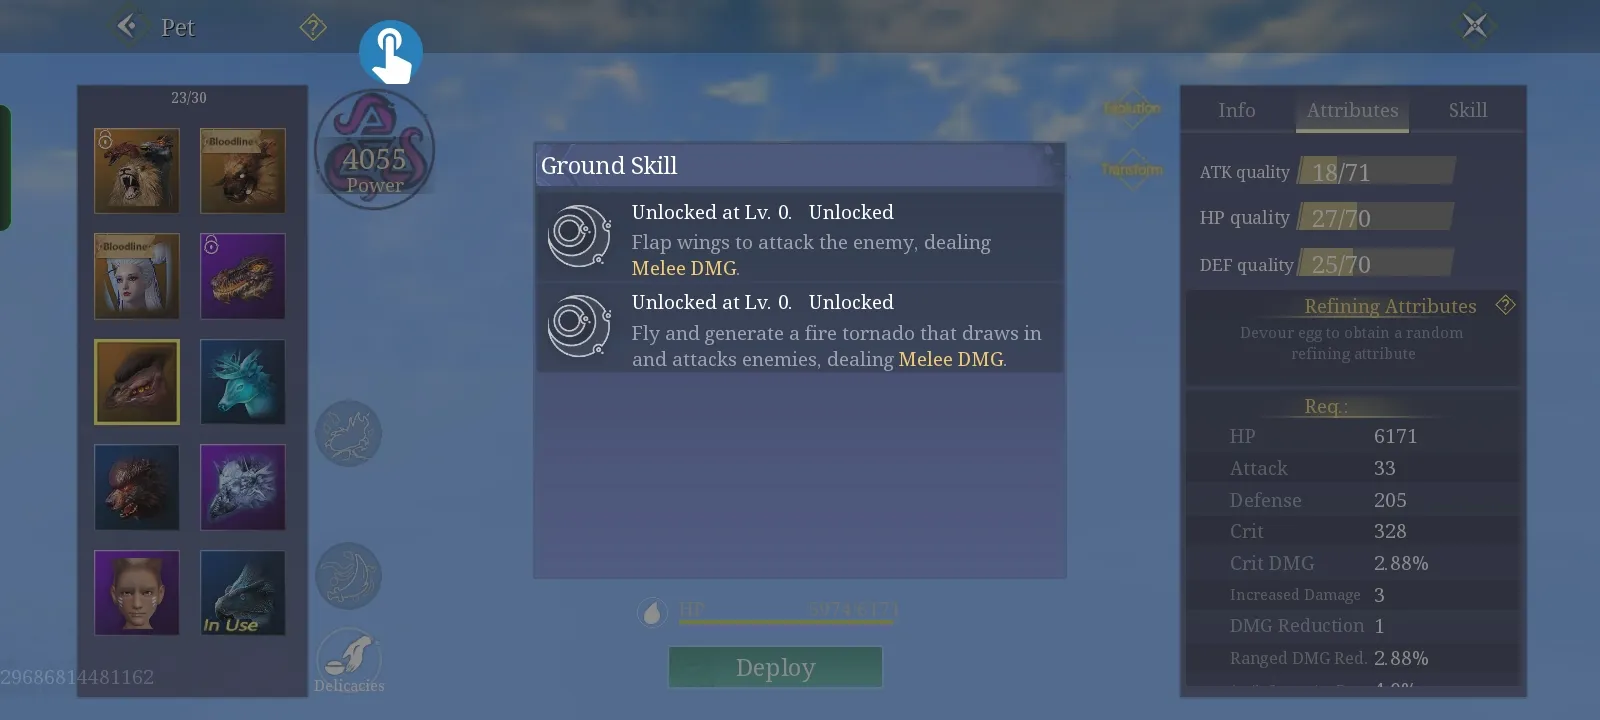 Pet
23/30
Bloodline
Bloodline
In Use
4055
Power
Delicacies
29686814481162
Ground Skill
Unlocked at Lv. 0. Unlocked
Flap wings to attack the enemy, dealing
Melee DMG.
Unlocked at Lv. 0. Unlocked
Fly and generate a fire tornado that draws in
and attacks enemies, dealing Melee DMG.
HP
Deploy
Evolution
Transform
Info Attributes Skill
ATK quality 18/71
HP quality 27/70
DEF quality 25/70
Refining Attributes
Devour egg to obtain a random
refining attribute
Req.:
HP 6171
Attack 33
Defense 205
Crit 328
Crit DMG 2.88%
Increased Damage 3
DMG Reduction 1
Ranged DMG Red. 2.88%